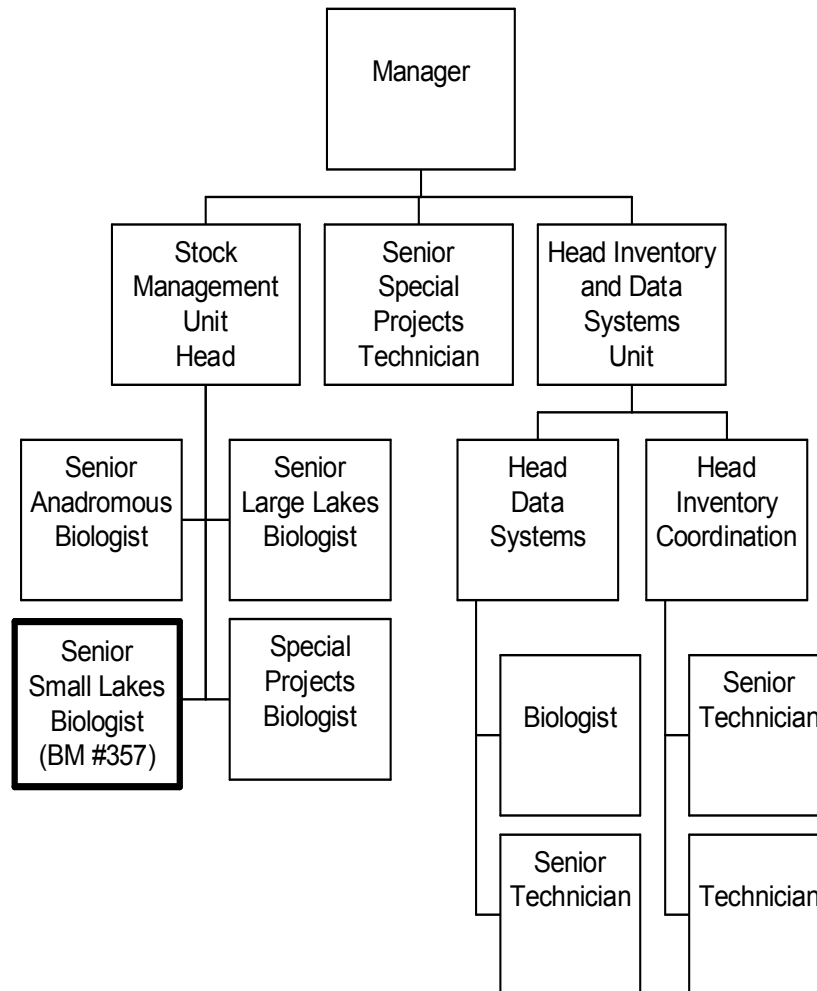 Manager
Stock
Management
Unit
Head
Senior
Special
Projects
Technician
Head Inventory
and Data
Systems
Unit
Senior
Anadromous
Biologist
Senior
Large Lakes
Biologist
Head
Data
Systems
Head
Inventory
Coordination
Senior
Small Lakes
Biologist
(BM #357)
Special
Projects
Biologist
Biologist
Senior
Technician
Senior
Technician
Technician